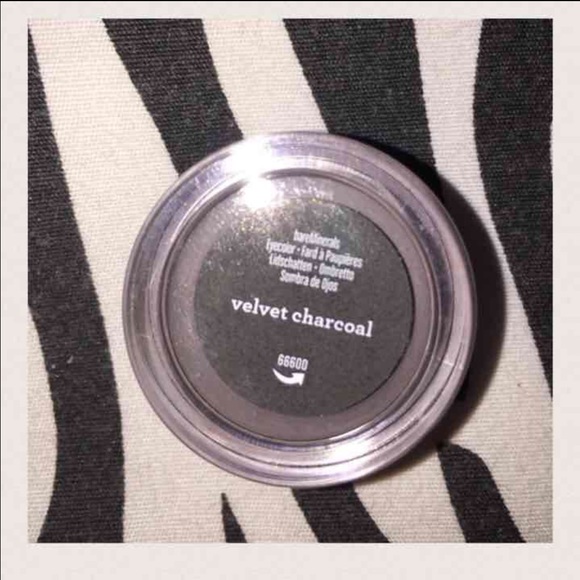 bareMinerals
Eyecolor • Fard à Paupières
Lidschatten • Ombretto
Sombra de Ojos
velvet charcoal
66600